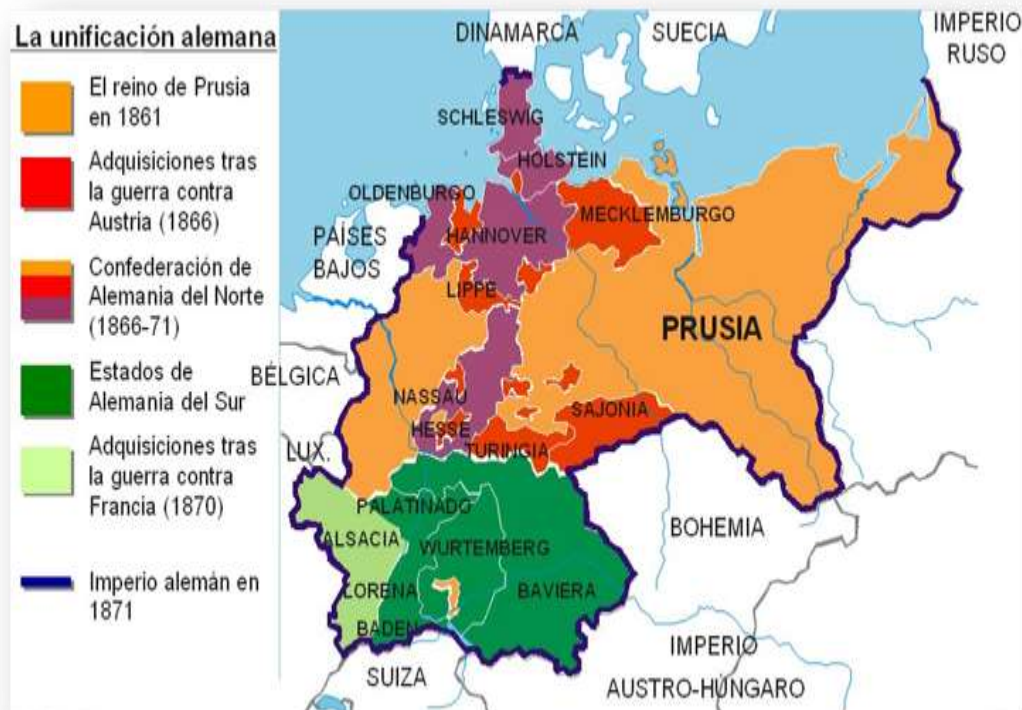 La unificación alemana
El reino de Prusia
en 1861
Adquisiciones tras
la guerra contra
Austria (1866)
Confederación de
Alemania del Norte
(1866-71)
Estados de
Alemania del Sur
Adquisiciones tras
la guerra contra
Francia (1870)
Imperio alemán en
1871
DINAMARCA
SUECIA
IMPERIO
RUSO
SCHLESWIG
HOLSTEIN
OLDENBURGO
MECKLEMBURGO
PAÍSES
BAJOS
HANNOVER
LIPPE
PRUSIA
BÉLGICA
NASSAU
SAJONIA
HESSE
TURINGIA
LUX.
PALATINADO
BOHEMIA
ALSACIA
WURTEMBERG
LORENA
BAVIERA
BADEN
IMPERIO
AUSTRO-HÚNGARO
SUIZA